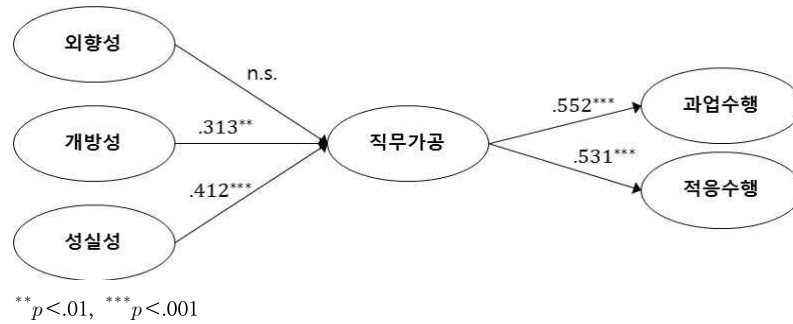 외향성
n.s.
.552***
과업수행
개방성
.313**
직무가공
.531***
적응수행
.412***
성실성
**p<.01, ***p<.001